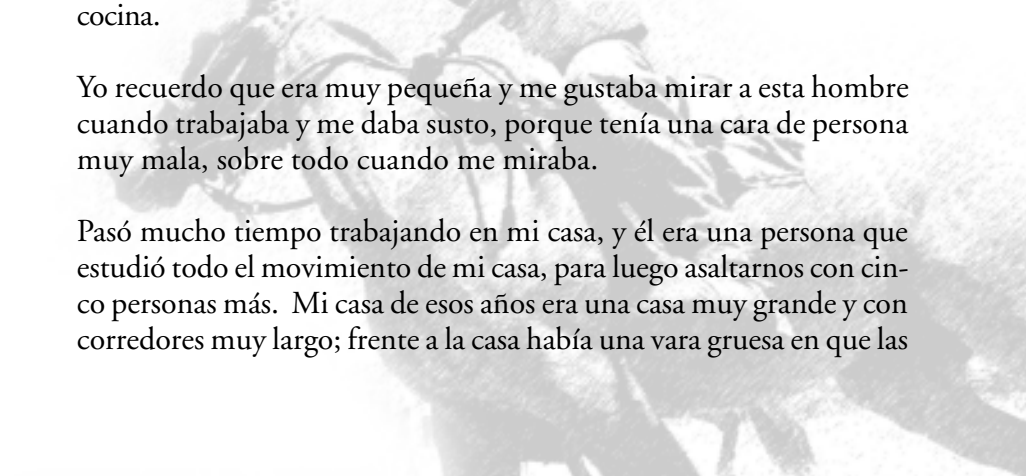 cocina.
Yo recuerdo que era muy pequeña y me gustaba mirar a esta hombre
cuando trabajaba y me daba susto, porque tenía una cara de persona
muy mala, sobre todo cuando me miraba.
Pasó mucho tiempo trabajando en mi casa, y él era una persona que
estudió todo el movimiento de mi casa, para luego asaltarnos con cin-
co personas más.  Mi casa de esos años era una casa muy grande y con
corredores muy largo; frente a la casa había una vara gruesa en que las